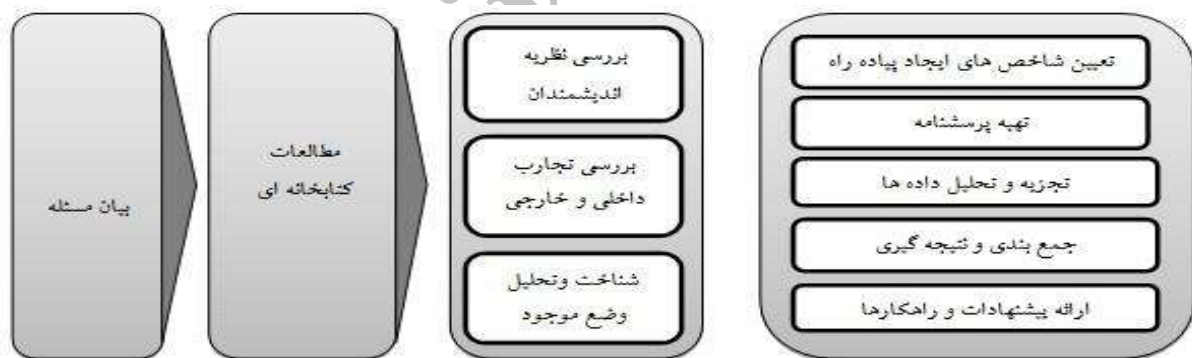 بیان مسئله
مطالعات
کتابخانه ای
بررسی نظریه
اندیشمندان
بررسی تجارب
داخلی و خارجی
شناخت وتحلیل
وضع موجود
تعیین شاخص های ایجاد پیاده راه
تهیه پرسشنامه
تجزیه و تحلیل داده ها
جمع بندی و نتیجه گیری
ارائه پیشنهادات و راهکارها